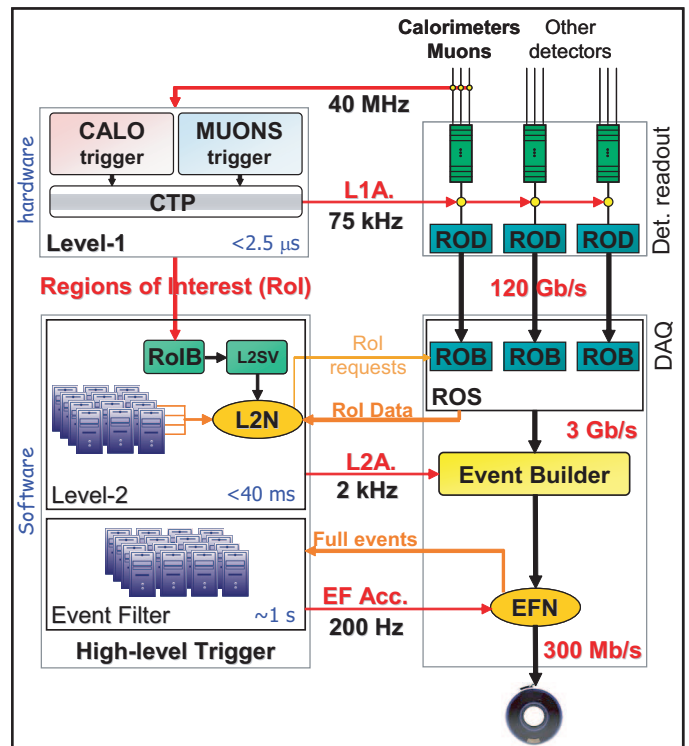 Calorimeters
Muons
Other
detectors
40 MHz
hardware
CALO
trigger
MUONS
trigger
CTP
Level-1
<2.5 μs
L1A.
75 kHz
ROD
ROD
ROD
Det. readout
Regions of Interest (RoI)
120 Gb/s
Software
RoIB
L2SV
L2N
Level-2
<40 ms
RoI
requests
RoI Data
ROB
ROB
ROB
ROS
DAQ
3 Gb/s
L2A.
2 kHz
Event Builder
Full events
Event Filter
~1 s
EF Acc.
200 Hz
EFN
High-level Trigger
300 Mb/s